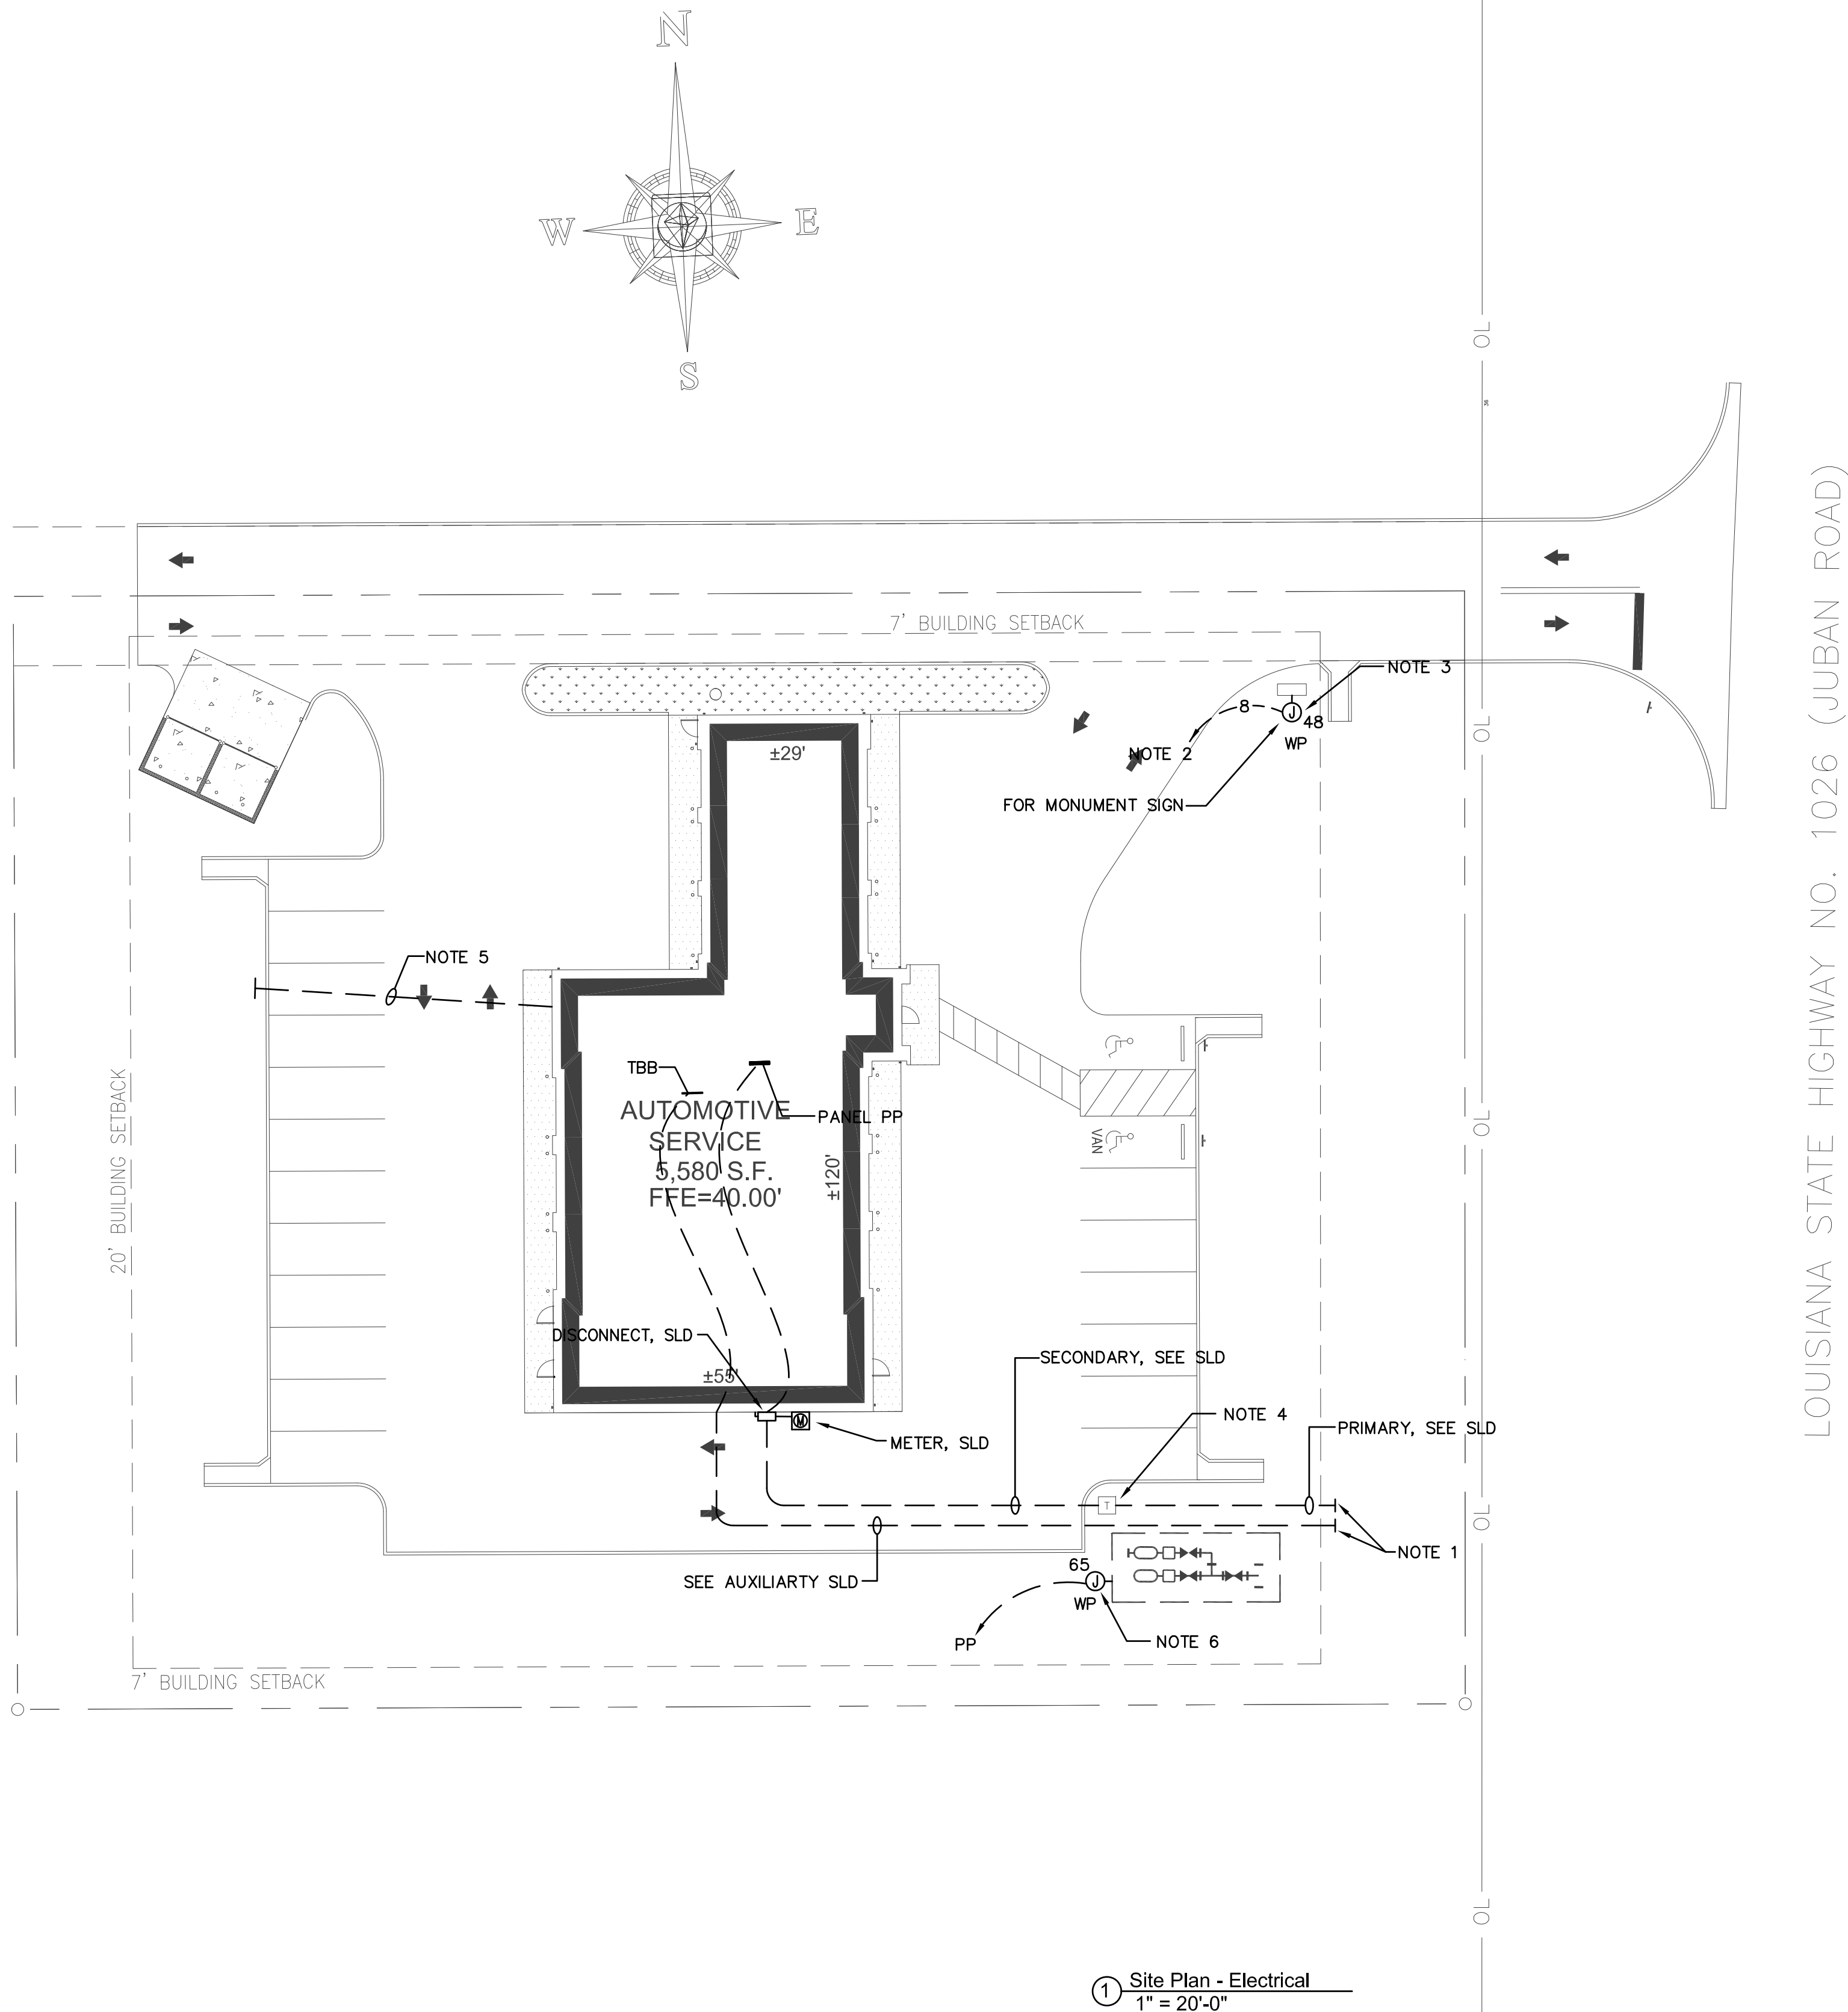 N
W
E
S
OL
36
LOUISIANA STATE HIGHWAY NO. 1026 (JUBAN ROAD)
7' BUILDING SETBACK
NOTE 3
8
J
48
OL
NOTE 2
WP
±29'
FOR MONUMENT SIGN
NOTE 5
TBB
PANEL PP
AUTOMOTIVE
SERVICE
5,580 S.F.
FFE=40.00'
±120'
20' BUILDING SETBACK
VAN
OL
DISCONNECT, SLD
SECONDARY, SEE SLD
±55'
NOTE 4
M
METER, SLD
PRIMARY, SEE SLD
T
OL
NOTE 1
65
SEE AUXILIARTY SLD
J
WP
PP
NOTE 6
7' BUILDING SETBACK
OL
1
Site Plan - Electrical
1" = 20'-0"